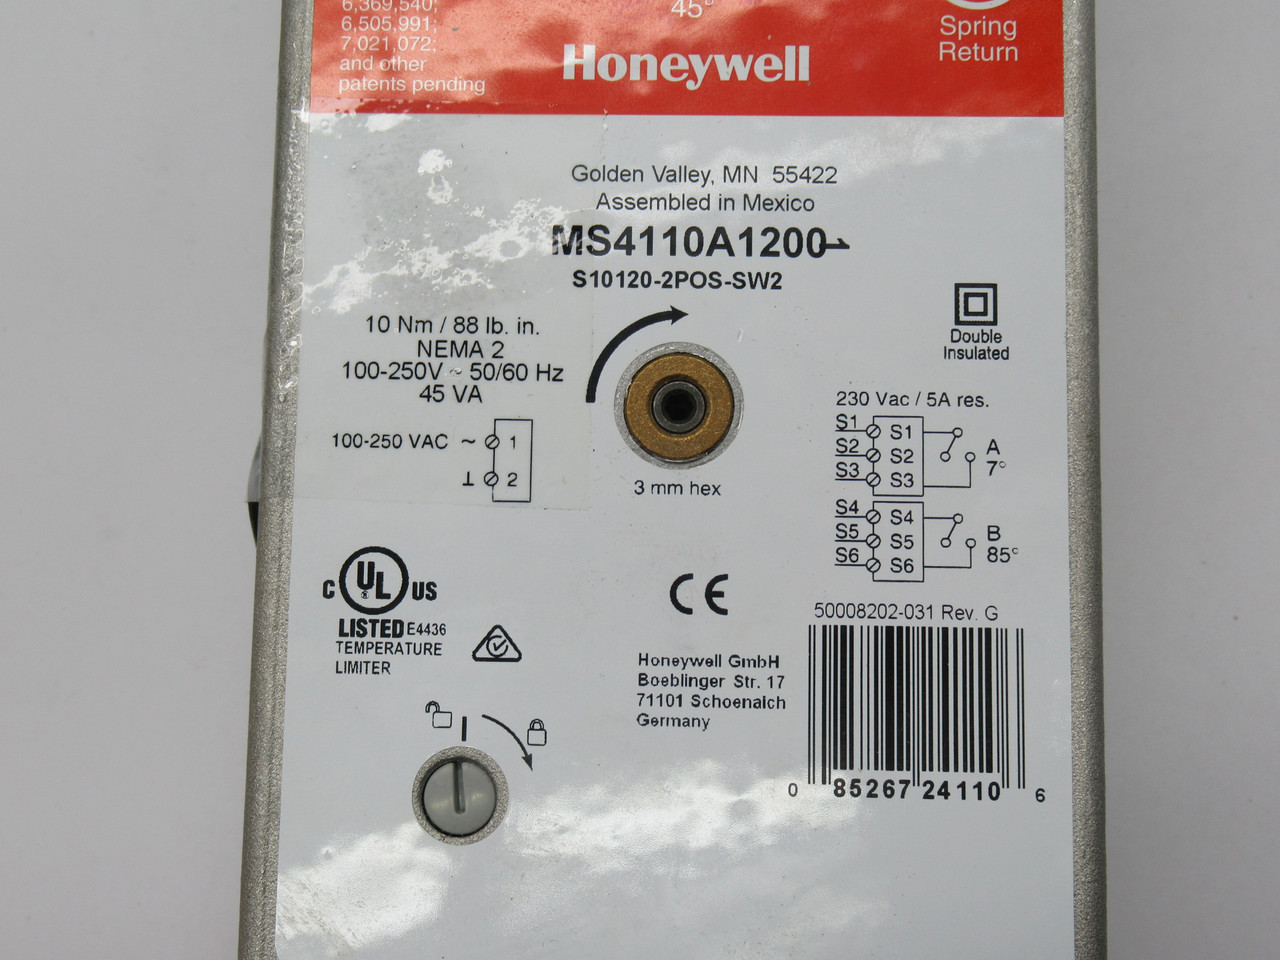 6,369,540;
6,505,991;
7,021,072;
and other
patents pending
45°
Honeywell
Spring
Return
Golden Valley, MN 55422
Assembled in Mexico
MS4110A1200
S10120-2POS-SW2
10 Nm / 88 lb. in.
NEMA 2
100-250V ~ 50/60 Hz
45 VA
100-250 VAC ~ 1
⊥ 2
3 mm hex
Double
Insulated
230 Vac / 5A res.
S1 S1
S2 S2 A
S3 S3 7°
S4 S4
S5 S5 B
S6 S6 85°
50008202-031 Rev. G
C UL US
®
LISTED E4436
TEMPERATURE
LIMITER
CE
Honeywell GmbH
Boeblinger Str. 17
71101 Schoenaich
Germany
0 85267 24110 6